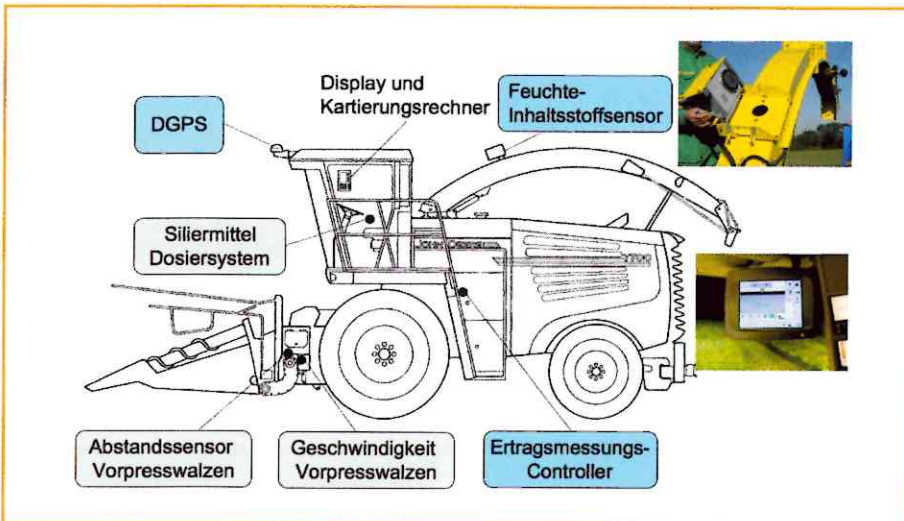 Display und
Kartierungsrechner
Feuchte-
Inhaltsstoffsensor
DGPS
Siliermittel
Dosiersystem
JOHN DEERE
Abstandssensor
Vorpresswalzen
Geschwindigkeit
Vorpresswalzen
Ertragsmessungs-
Controller